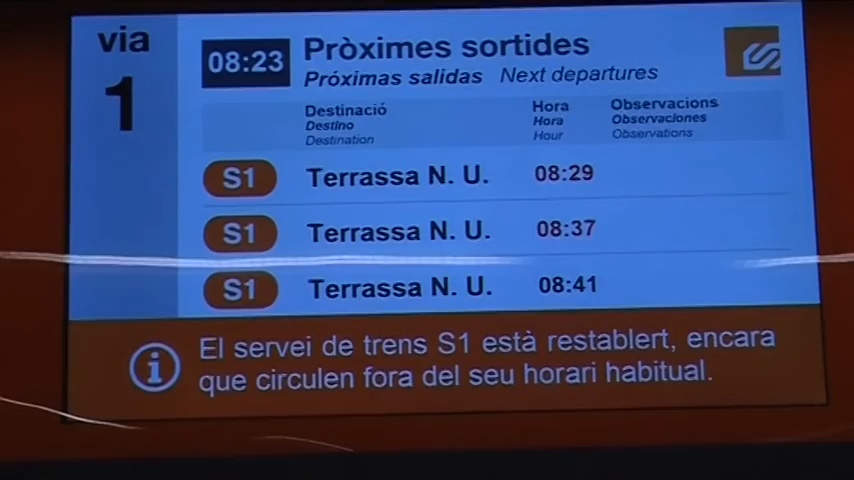 via
1
08:23
Pròximes sortides
Próximas salidas Next departures
Destinació Hora Observacions
Destino Hora Observaciones
Destination Hour Observations
S1 Terrassa N. U. 08:29
S1 Terrassa N. U. 08:37
S1 Terrassa N. U. 08:41
El servei de trens S1 està restablert, encara
que circulen fora del seu horari habitual.